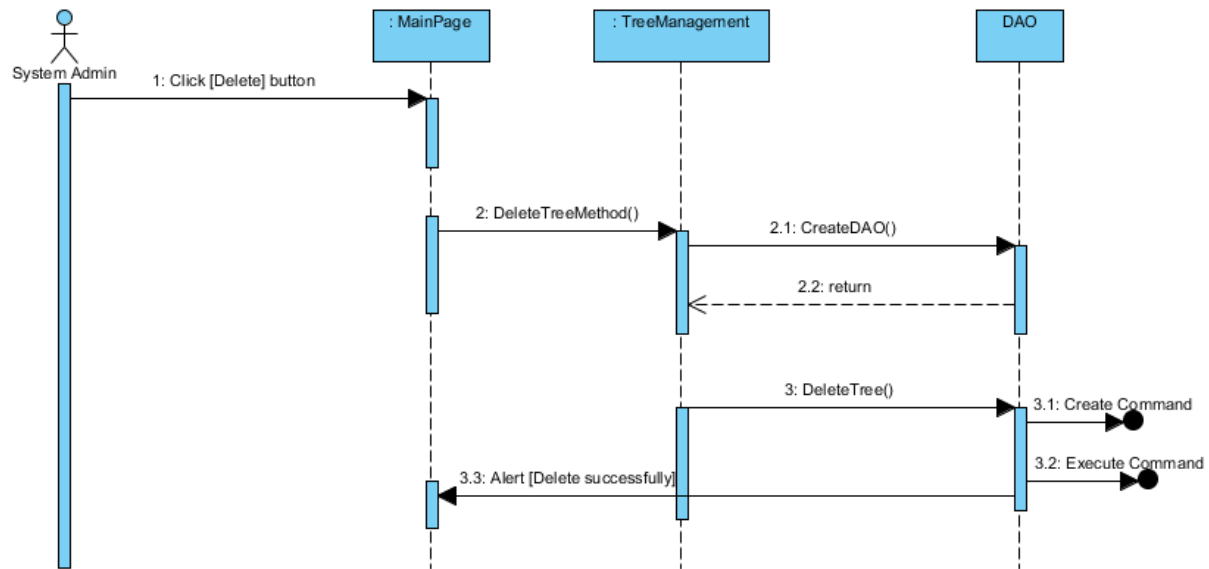 : MainPage
: TreeManagement
DAO
System Admin
1: Click [Delete] button
2: DeleteTreeMethod()
2.1: CreateDAO()
2.2: return
3: DeleteTree()
3.1: Create Command
3.2: Execute Command
3.3: Alert [Delete successfully]